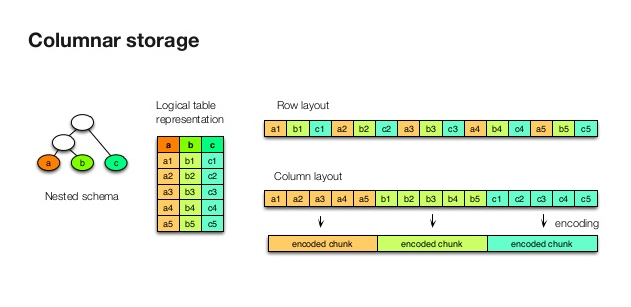 Columnar storage
a b c
Nested schema
Logical table
representation
a b c
a1 b1 c1
a2 b2 c2
a3 b3 c3
a4 b4 c4
a5 b5 c5
Row layout
a1 b1 c1 a2 b2 c2 a3 b3 c3 a4 b4 c4 a5 b5 c5
Column layout
a1 a2 a3 a4 a5 b1 b2 b3 b4 b5 c1 c2 c3 c4 c5
encoding
encoded chunk encoded chunk encoded chunk